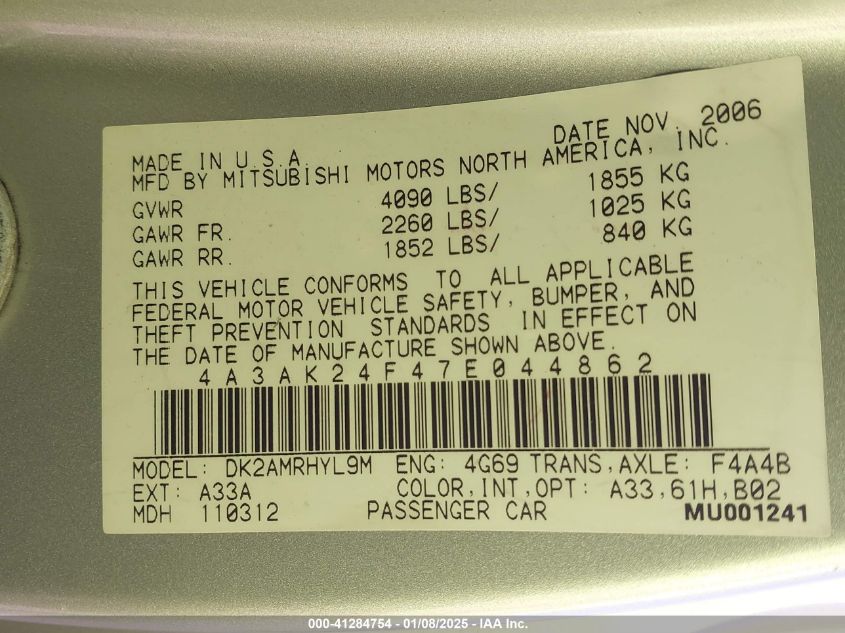 DATE NOV. 2006
MADE IN U.S.A.
MFD BY MITSUBISHI MOTORS NORTH AMERICA, INC.
GVWR 4090 LBS/ 1855 KG
GAWR FR. 2260 LBS/ 1025 KG
GAWR RR. 1852 LBS/ 840 KG
THIS VEHICLE CONFORMS TO ALL APPLICABLE
FEDERAL MOTOR VEHICLE SAFETY, BUMPER, AND
THEFT PREVENTION STANDARDS IN EFFECT ON
THE DATE OF MANUFACTURE SHOWN ABOVE.
4A3AK24F47E044862
MODEL: DK2AMRHYL9M ENG: 4G69 TRANS,AXLE: F4A4B
EXT: A33A COLOR,INT,OPT: A33,61H,B02
MDH 110312 PASSENGER CAR MU001241
000-41284754 - 01/08/2025 - IAA Inc.